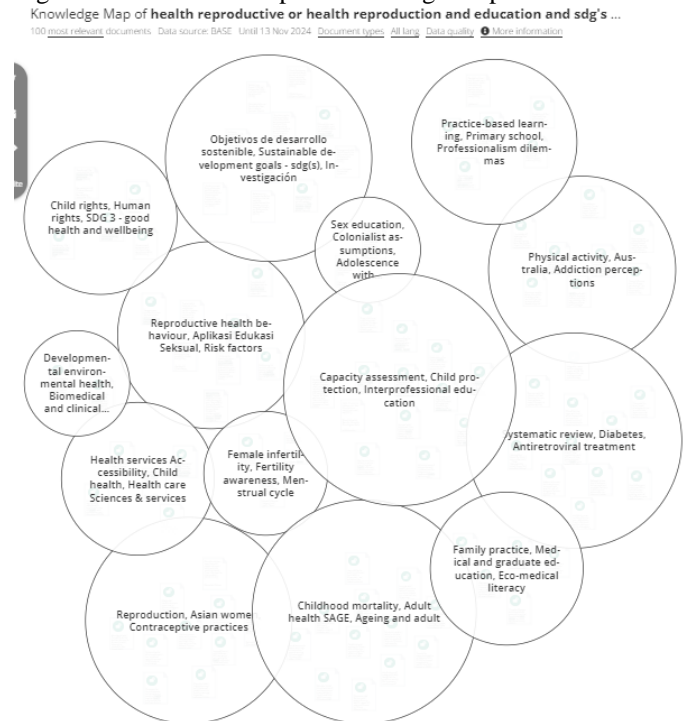 Knowledge Map of health reproductive or health reproduction and education and sdg's ...
100 most relevant documents Data source: BASE Until 13 Nov 2024 Document types All lang Data quality More information
Objetivos de desarrollo
sostenible, Sustainable de-
velopment goals - sdg(s), In-
vestigación
Practice-based learn-
ing, Primary school,
Professionalism dilem-
mas
Child rights, Human
rights, SDG 3 - good
health and wellbeing
Sex education,
Colonialist as-
sumptions,
Adolescence
with
Physical activity, Aus-
tralia, Addiction percep-
tions
Reproductive health be-
haviour, Aplikasi Edukasi
Seksual, Risk factors
Developmen-
tal environ-
mental health,
Biomedical
and clinical...
Capacity assessment, Child pro-
tection, Interprofessional edu-
cation
ystematic review, Diabetes,
Antiretroviral treatment
Health services Ac-
cessibility, Child
health, Health care
Sciences & services
Female infertil-
ity, Fertility
awareness, Men-
strual cycle
Family practice, Med-
ical and graduate ed-
ucation, Eco-medical
literacy
Reproduction, Asian wome
Contraceptive practices
Childhood mortality, Adult
health SAGE, Ageing and adult